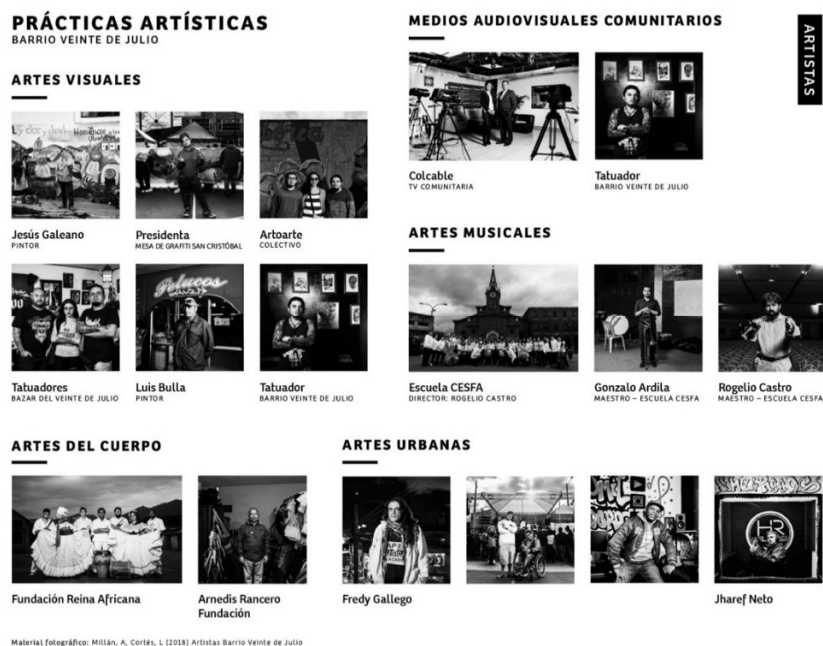 PRÁCTICAS ARTÍSTICAS
BARRIO VEINTE DE JULIO
ARTISTAS
ARTES VISUALES
Jesús Galeano
PINTOR
Presidenta
MESA DE GRAFITI SAN CRISTÓBAL
Artoarte
COLECTIVO
Pelucos
Tatuadores
BAZAR DEL VEINTE DE JULIO
Luis Bulla
PINTOR
Tatuador
BARRIO VEINTE DE JULIO
MEDIOS AUDIOVISUALES COMUNITARIOS
Colcable
TV COMUNITARIA
Tatuador
BARRIO VEINTE DE JULIO
ARTES MUSICALES
Escuela CESFA
DIRECTOR: ROGELIO CASTRO
Gonzalo Ardila
MAESTRO – ESCUELA CESFA
Rogelio Castro
MAESTRO – ESCUELA CESFA
ARTES DEL CUERPO
Fundación Reina Africana
Arnedis Rancero
Fundación
ARTES URBANAS
Fredy Gallego
HR
Jharef Neto
Material fotográfico: Millán, A, Cortés, L (2018) Artistas Barrio Veinte de Julio